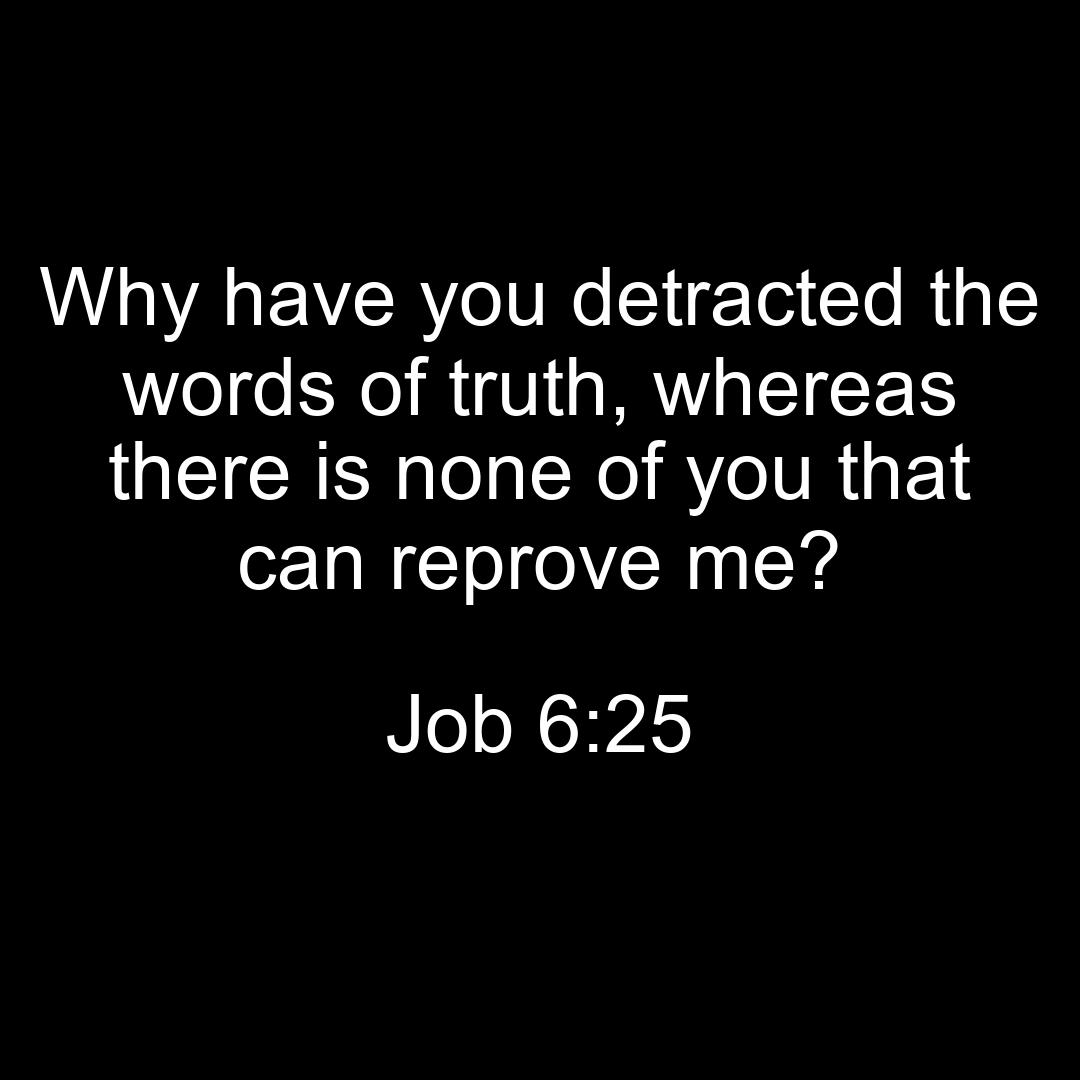 Why have you detracted the
words of truth, whereas
there is none of you that
can reprove me?
Job 6:25